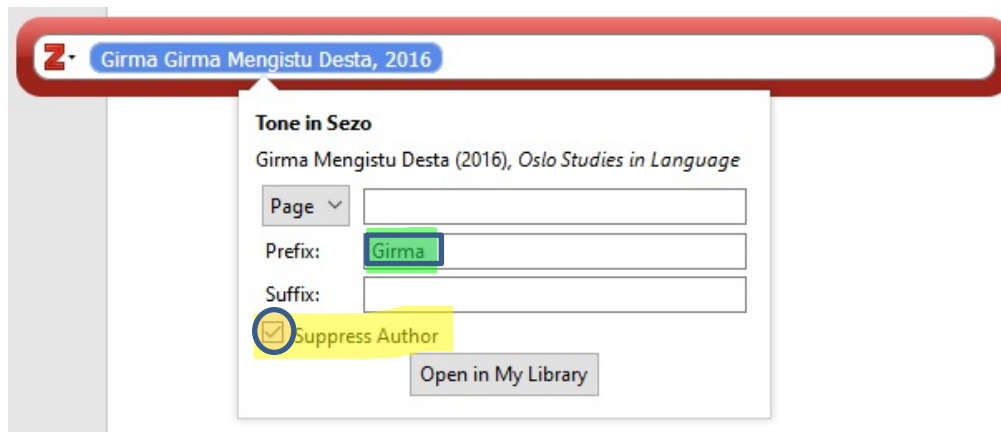 Z Girma Girma Mengistu Desta, 2016
Tone in Sezo
Girma Mengistu Desta (2016), Oslo Studies in Language
Page
Prefix: Girma
Suffix:
Suppress Author
Open in My Library